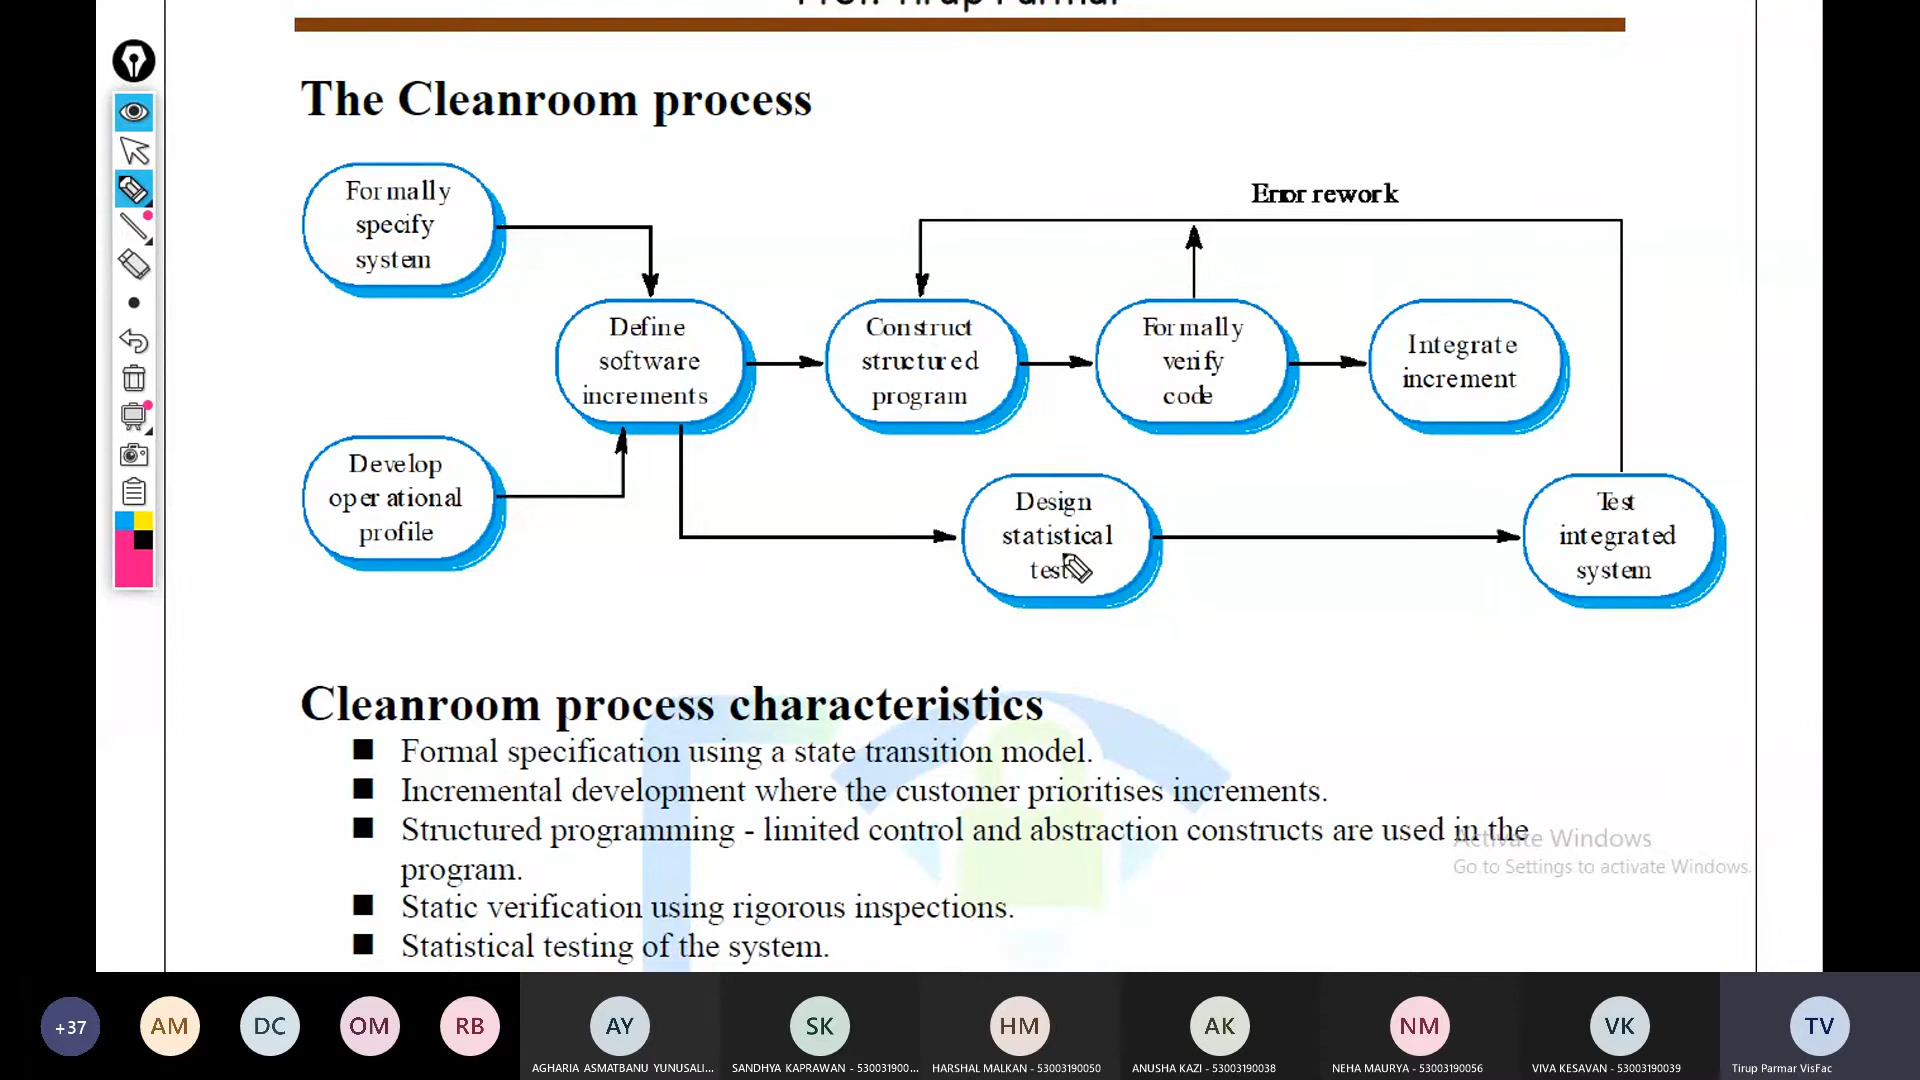 Prof. Tirup Parmar
The Cleanroom process
Formally
specify
system
Error rework
Define
software
increments
Construct
structured
program
Formally
verify
code
Integrate
increment
Develop
operational
profile
Design
statistical
Test
integrated
system
Cleanroom process characteristics
■ Formal specification using a state transition model.
■ Incremental development where the customer prioritises increments.
■ Structured programming - limited control and abstraction constructs are used in the
program.
■ Static verification using rigorous inspections.
■ Statistical testing of the system.
Activate Windows
Go to Settings to activate Windows.
+37
AM
DC
OM
RB
AY
SK
HM
AK
NM
VK
TV
AGHARIA ASMATBANU YUNUSALI...
SANDHYA KAPRAWAN - 530031900...
HARSHAL MALKAN - 53003190050
ANUSHA KAZI - 53003190038
NEHA MAURYA - 53003190056
VIVA KESAVAN - 53003190039
Tirup Parmar VisFac